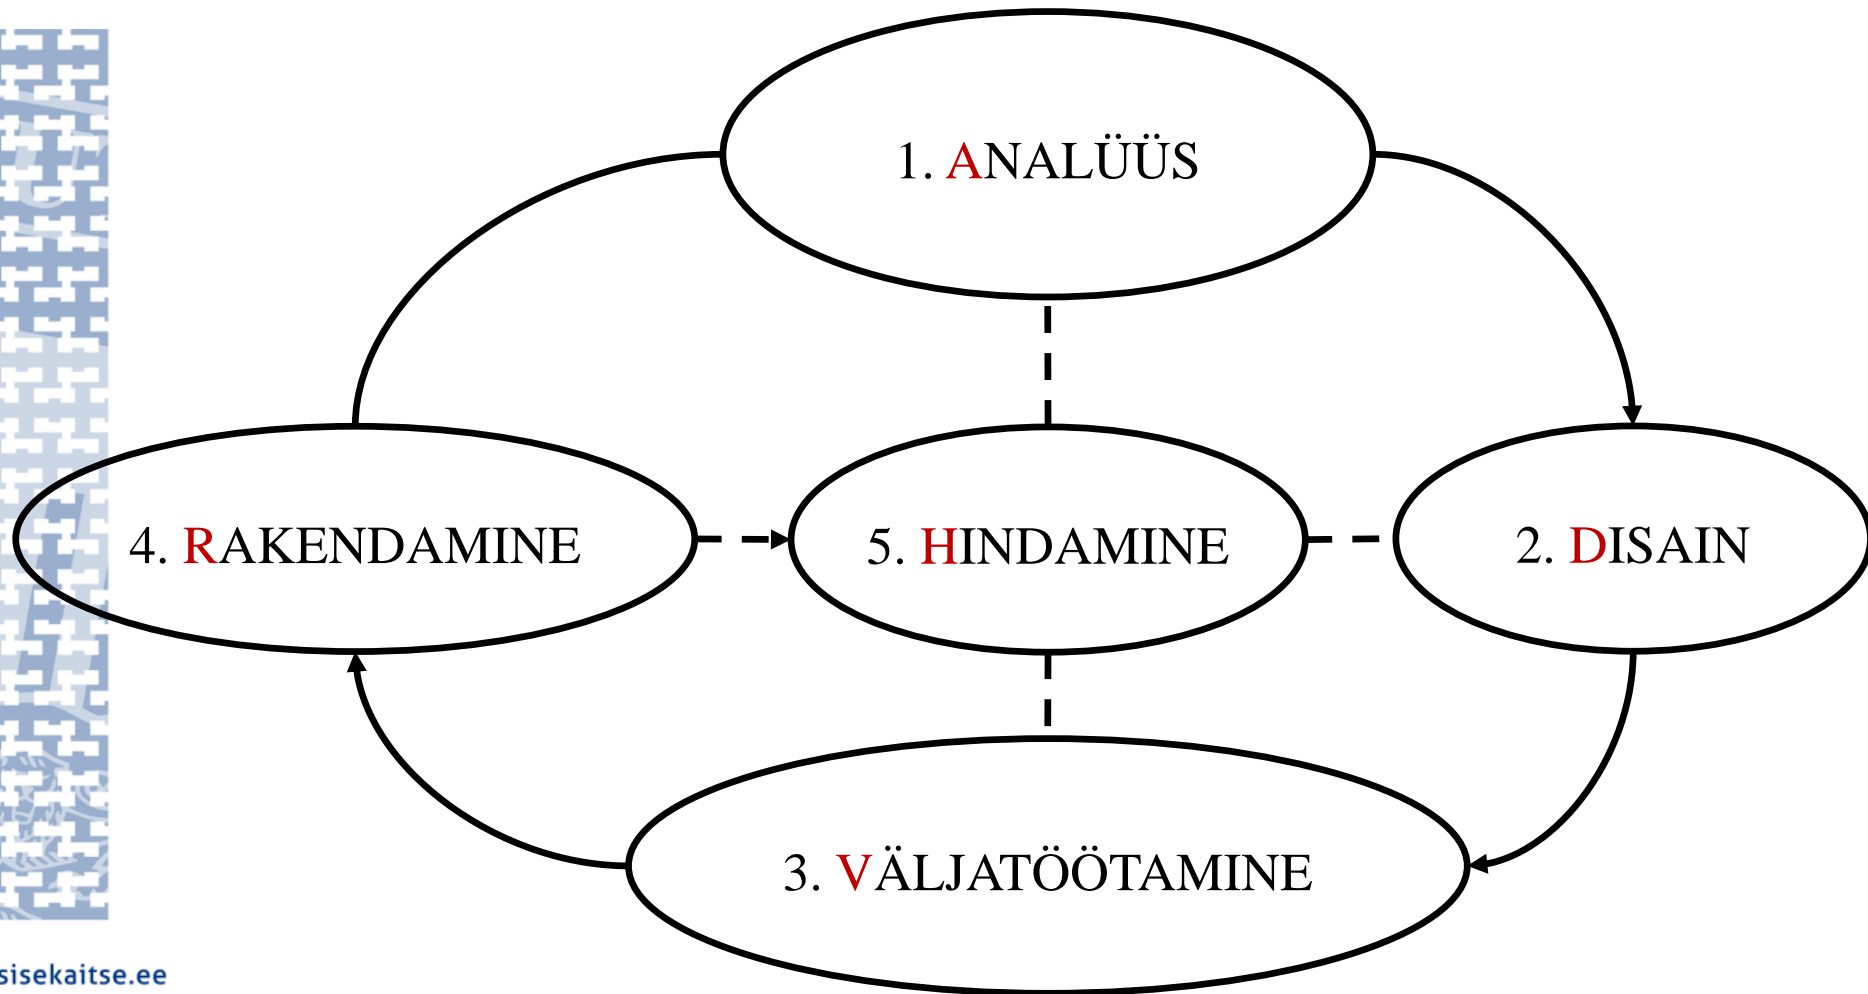 1. ANALÜÜS
4. RAKENDAMINE
5. HINDAMINE
2. DISAIN
3. VÄLJATÖÖTAMINE
sisekaitse.ee